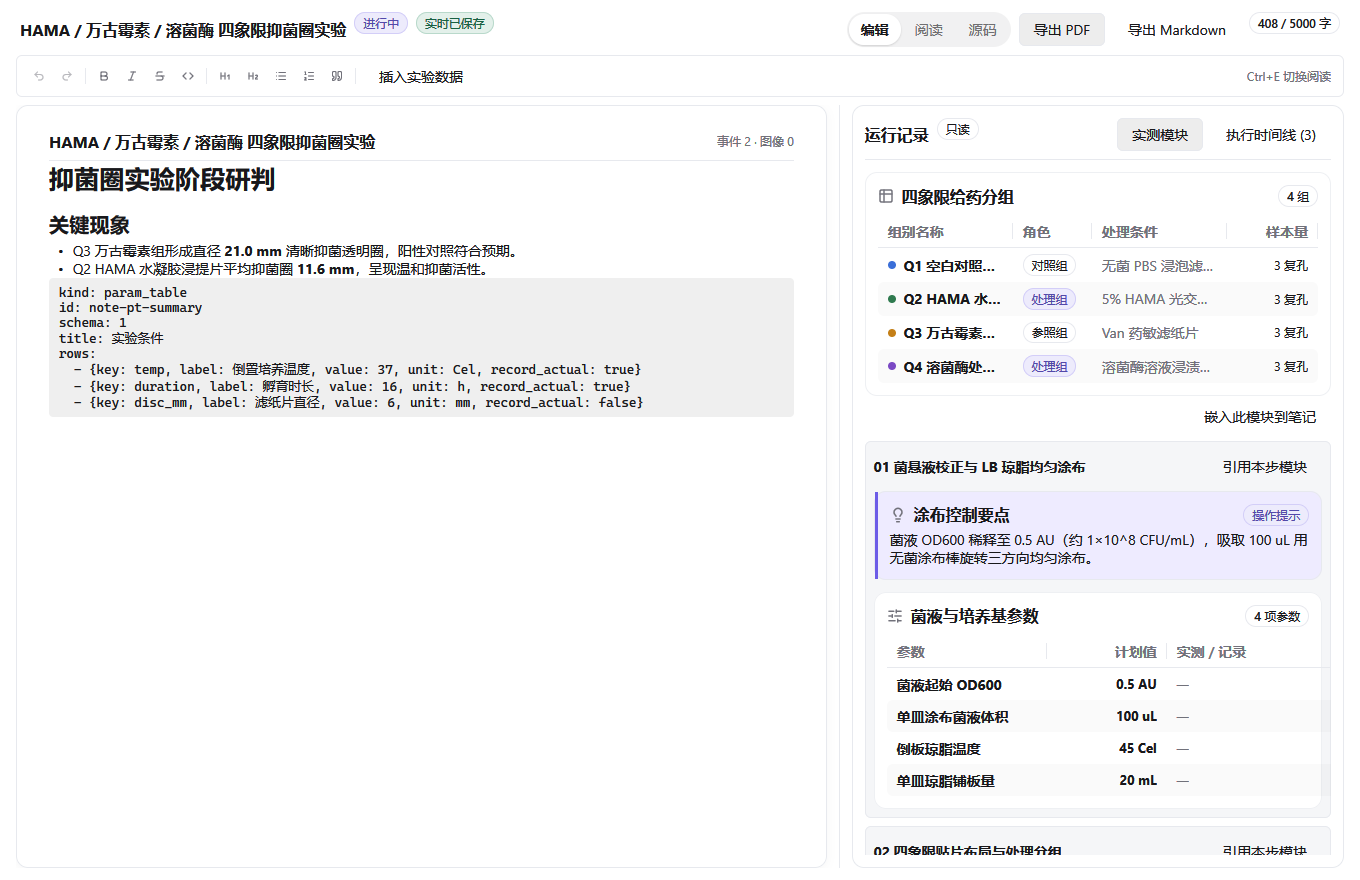 HAMA / 万古霉素 / 溶菌酶 四象限抑菌圈实验 进行中 实时已保存 编辑 阅读 源码 导出 PDF 导出 Markdown 408 / 5000 字
B I S <> H1 H2 插入实验数据 Ctrl+E 切换阅读
HAMA / 万古霉素 / 溶菌酶 四象限抑菌圈实验 事件 2 · 图像 0
抑菌圈实验阶段研判
关键现象
• Q3 万古霉素组形成直径 21.0 mm 清晰抑菌透明圈，阳性对照符合预期。
• Q2 HAMA 水凝胶浸提片平均抑菌圈 11.6 mm，呈现温和抑菌活性。
kind: param_table
id: note-pt-summary
schema: 1
title: 实验条件
rows:
- {key: temp, label: 倒置培养温度, value: 37, unit: Cel, record_actual: true}
- {key: duration, label: 孵育时长, value: 16, unit: h, record_actual: true}
- {key: disc_mm, label: 滤纸片直径, value: 6, unit: mm, record_actual: false}
运行记录 只读 实测模块 执行时间线 (3)
四象限给药分组 4 组
组别名称 角色 处理条件 样本量
Q1 空白对照... 对照组 无菌 PBS 浸泡滤... 3 复孔
Q2 HAMA 水... 处理组 5% HAMA 光交... 3 复孔
Q3 万古霉素... 参照组 Van 药敏滤纸片 3 复孔
Q4 溶菌酶处... 处理组 溶菌酶溶液浸渍... 3 复孔
嵌入此模块到笔记
01 菌悬液校正与 LB 琼脂均匀涂布 引用本步模块
涂布控制要点 操作提示
菌液 OD600 稀释至 0.5 AU（约 1×10^8 CFU/mL），吸取 100 uL 用
无菌涂布棒旋转三方向均匀涂布。
菌液与培养基参数 4 项参数
参数 计划值 实测 / 记录
菌液起始 OD600 0.5 AU —
单皿涂布菌液体积 100 uL —
倒板琼脂温度 45 Cel —
单皿琼脂铺板量 20 mL —
02 四象限贴片布局与处理分组 引用本步模块